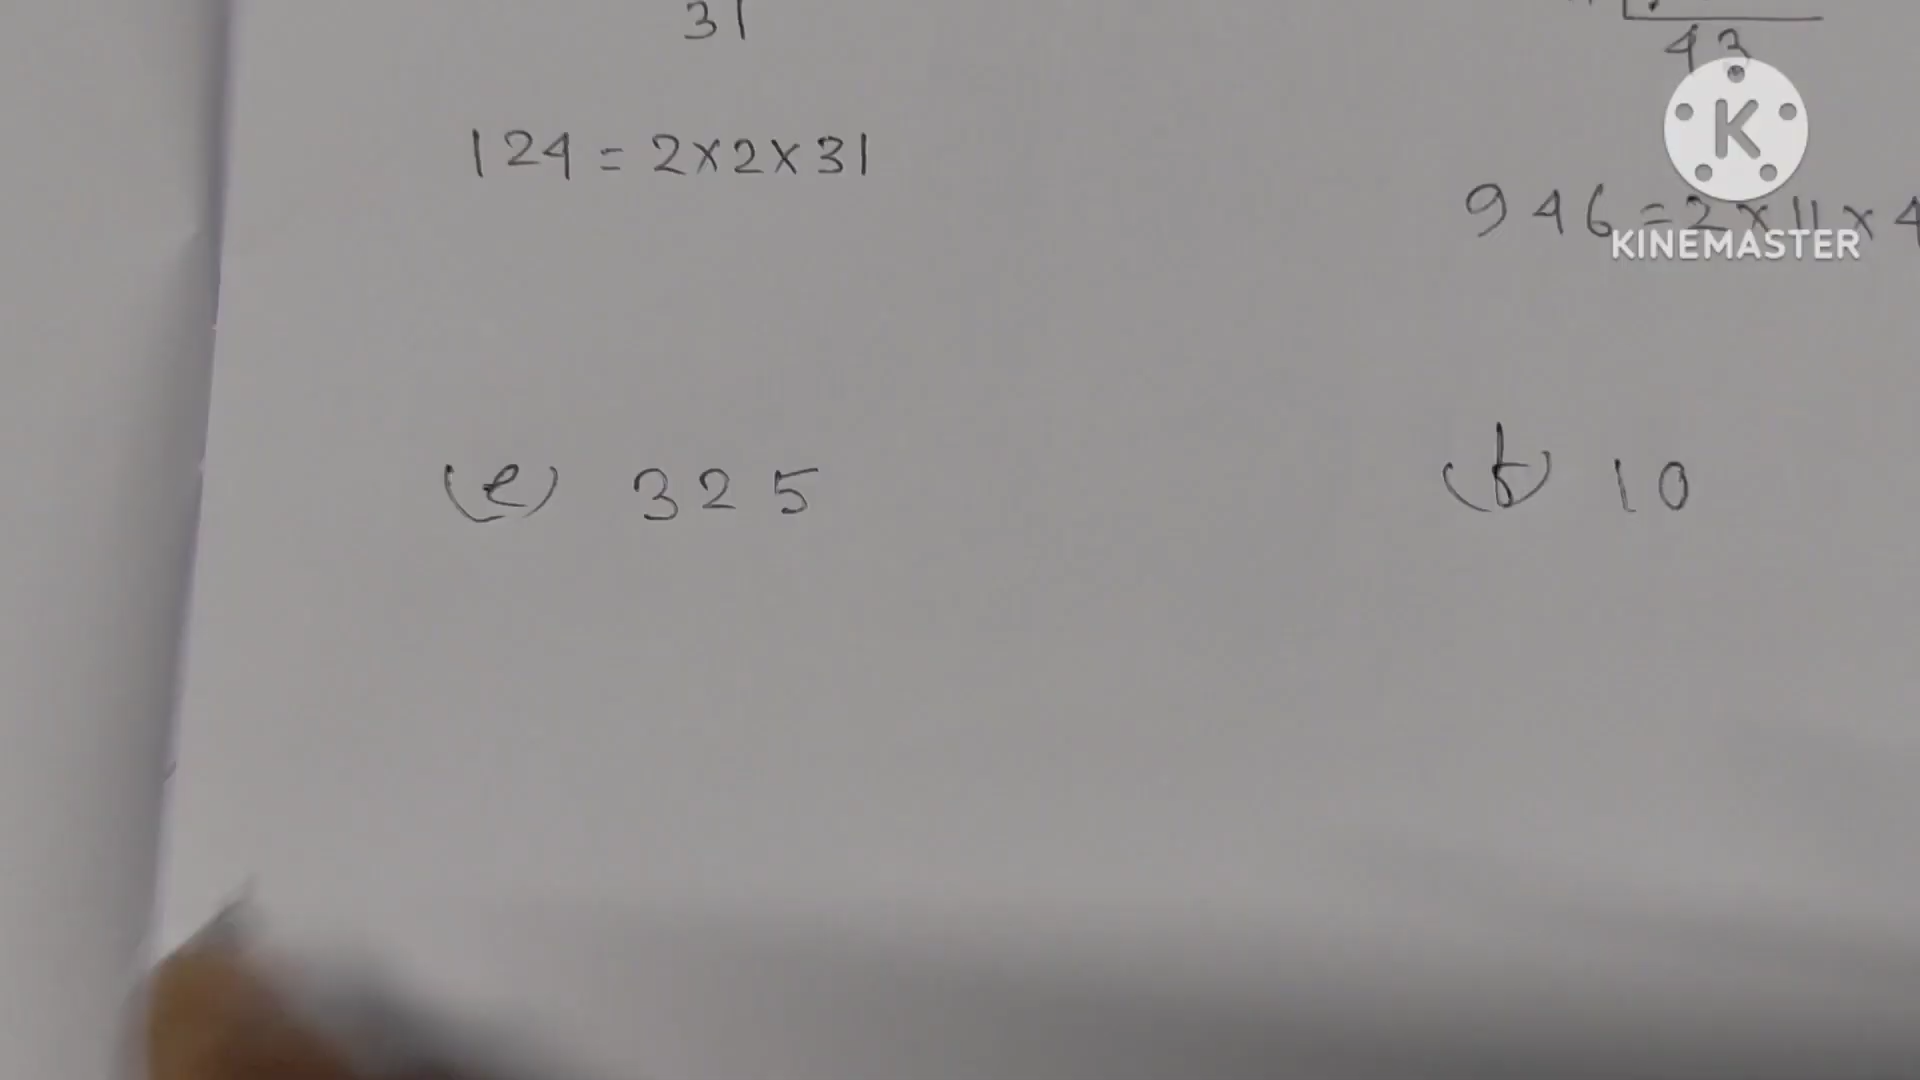 31
43
124 = 2×2×31
946 = 2×11×4
K
KINEMASTER
(e) 325
(f) 10